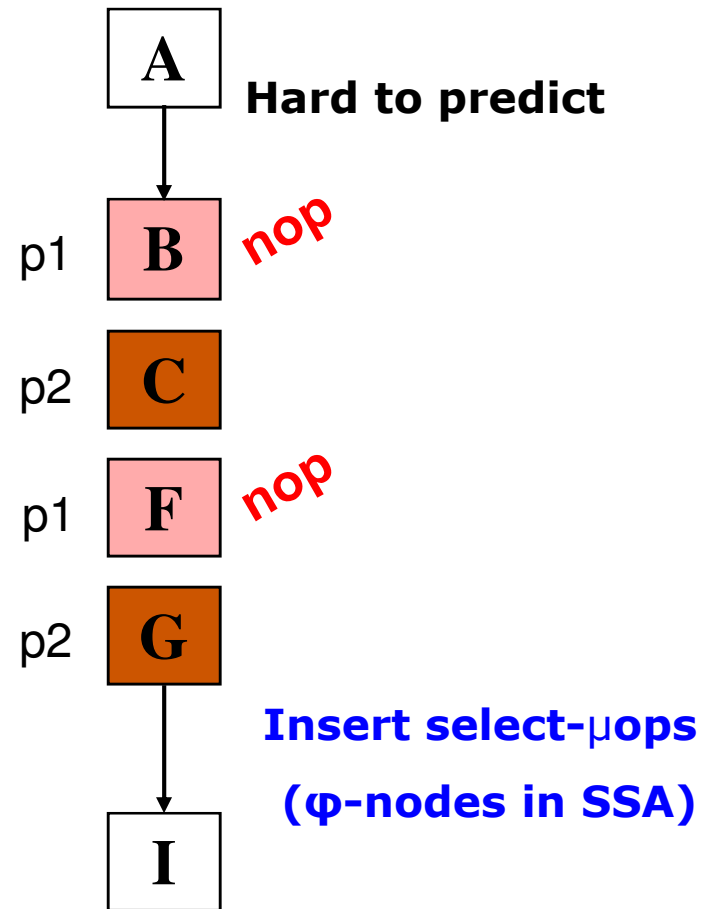 A
Hard to predict
p1 B nop
p2 C
p1 F nop
p2 G
Insert select-μops
(φ-nodes in SSA)
I